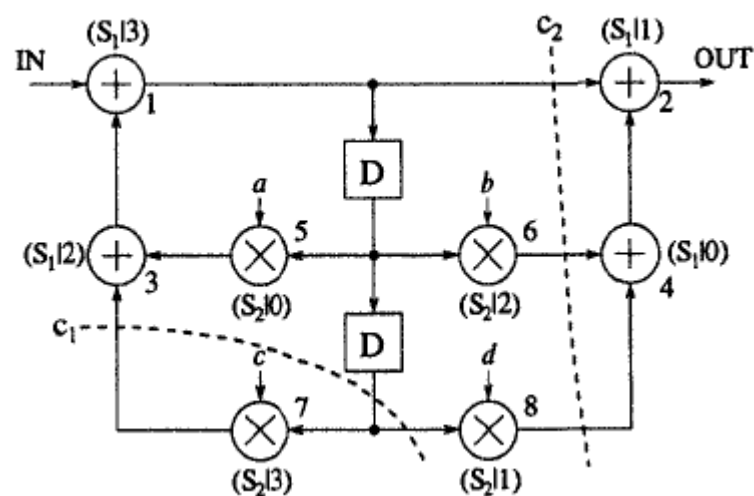 (S₁|3) c₂ (S₁|1)
IN OUT
1 2
D
a b
5 6
(S₁|2) (S₁|0)
3 4
(S₂|0) (S₂|2)
c₁ D
c d
7 8
(S₂|3) (S₂|1)